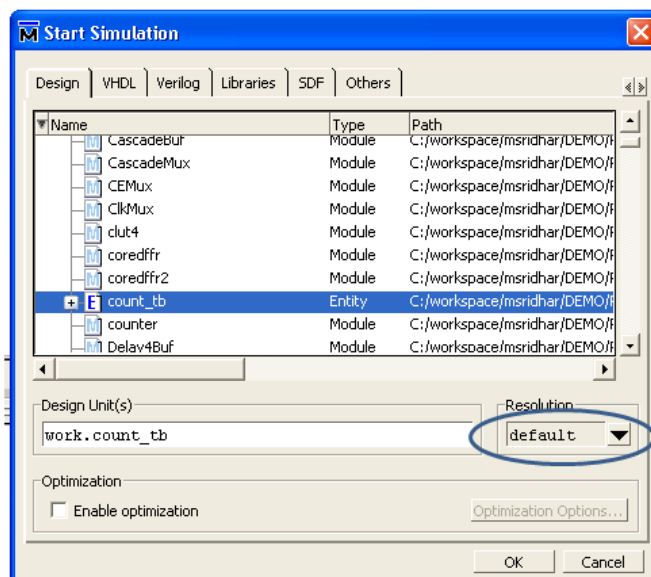 M Start Simulation
Design VHDL Verilog Libraries SDF Others
Name Type Path
CascadeBuf Module C:/workspace/msridhar/DEMO/
CascadeMux Module C:/workspace/msridhar/DEMO/
CEMux Module C:/workspace/msridhar/DEMO/
ClkMux Module C:/workspace/msridhar/DEMO/
clut4 Module C:/workspace/msridhar/DEMO/
coredffr Module C:/workspace/msridhar/DEMO/
coredffr2 Module C:/workspace/msridhar/DEMO/
E count_tb Entity C:/workspace/msridhar/DEMO/
counter Module C:/workspace/msridhar/DEMO/
Delay4Buf Module C:/workspace/msridhar/DEMO/
Design Unit(s) Resolution
work.count_tb default
Optimization
Enable optimization Optimization Options...
OK Cancel